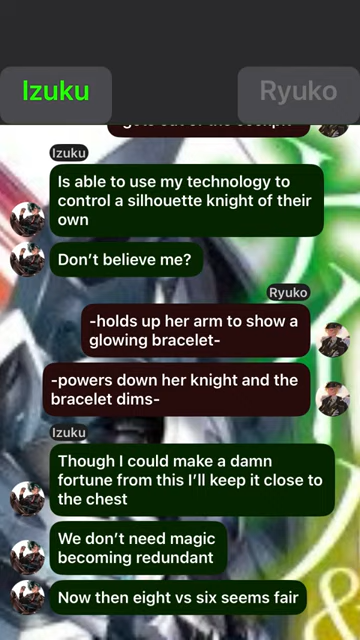 Izuku
Ryuko
Izuku
Is able to use my technology to
control a silhouette knight of their
own
Don’t believe me?
Ryuko
-holds up her arm to show a
glowing bracelet-
-powers down her knight and the
bracelet dims-
Izuku
Though I could make a damn
fortune from this I’ll keep it close to
the chest
We don’t need magic
becoming redundant
Now then eight vs six seems fair